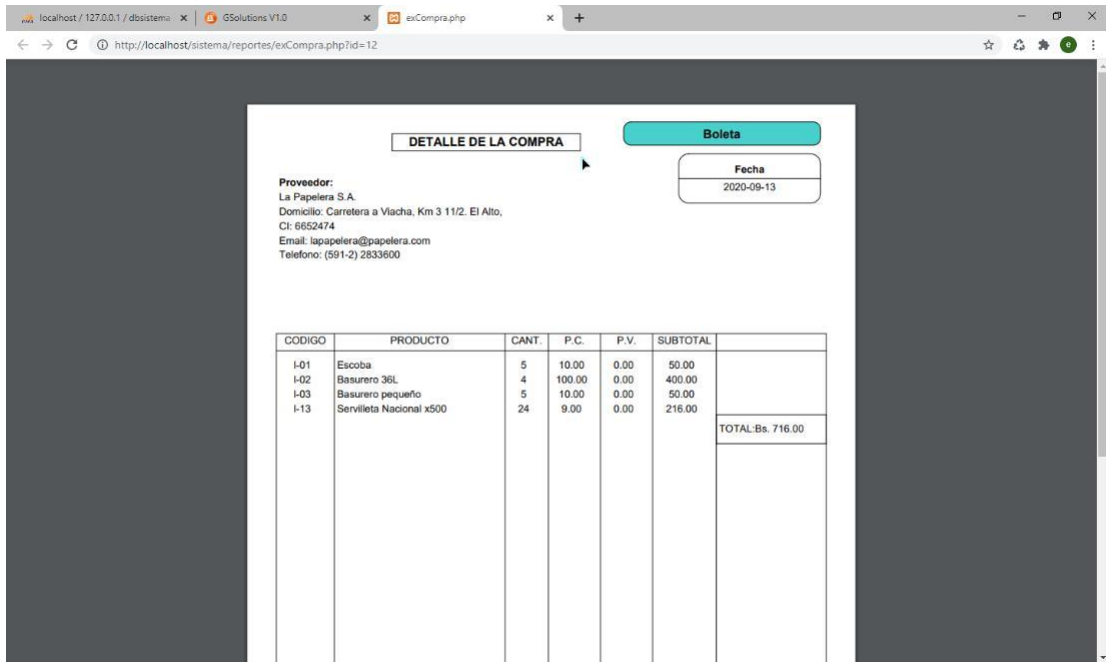 localhost / 127.0.0.1 / dbsistema
GSolutions V1.0
exCompra.php
http://localhost/sistema/reportes/exCompra.php?id=12
e
DETALLE DE LA COMPRA
Boleta
Fecha
2020-09-13
Proveedor:
La Papelera S.A.
Domicilio: Carretera a Viacha, Km 3 11/2. El Alto,
CI: 6652474
Email: lapapelera@papelera.com
Telefono: (591-2) 2833600
CODIGO PRODUCTO CANT. P.C. P.V. SUBTOTAL
I-01 Escoba 5 10.00 0.00 50.00
I-02 Basurero 36L 4 100.00 0.00 400.00
I-03 Basurero pequeño 5 10.00 0.00 50.00
I-13 Servilleta Nacional x500 24 9.00 0.00 216.00
TOTAL:Bs. 716.00